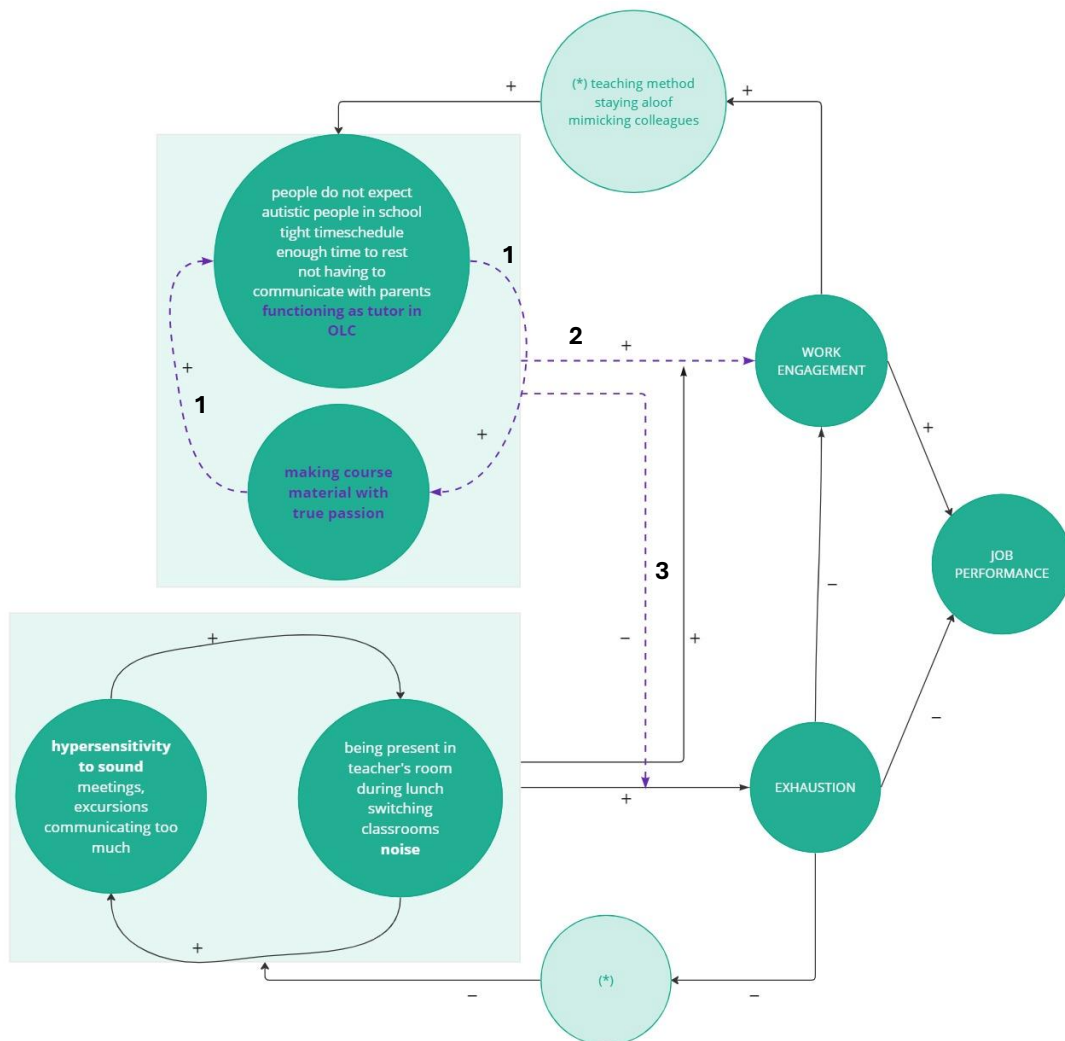 (*) teaching method
staying aloof
mimicking colleagues
+
+
people do not expect
autistic people in school
tight timeschedule
enough time to rest
not having to
communicate with parents
functioning as tutor in
OLC
1
2
+
WORK
ENGAGEMENT
+
1
+
+
making course
material with
true passion
3
JOB
PERFORMANCE
−
−
+
+
hypersensitivity
to sound
meetings,
excursions
communicating too
much
being present in
teacher's room
during lunch
switching
classrooms
noise
+
EXHAUSTION
−
+
(*)
−
−